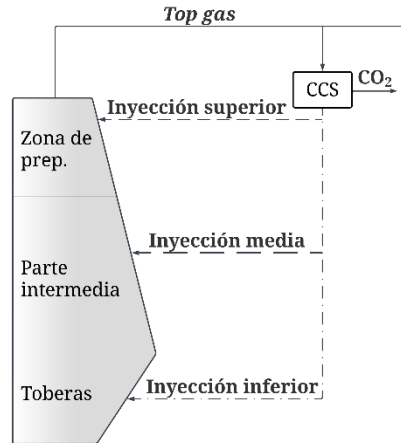 Top gas
CCS
CO₂
Inyección superior
Zona de
prep.
Inyección media
Parte
intermedia
Toberas
Inyección inferior